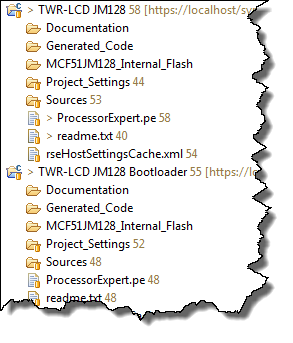 > TWR-LCD JM128 58 [https://localhost/sv
Documentation
Generated_Code
MCF51JM128_Internal_Flash
Project_Settings 44
Sources 53
> ProcessorExpert.pe 58
> readme.txt 40
rseHostSettingsCache.xml 54
> TWR-LCD JM128 Bootloader 55 [https://lo
Documentation
Generated_Code
MCF51JM128_Internal_Flash
Project_Settings 52
Sources 48
ProcessorExpert.pe 48
readme.txt 48